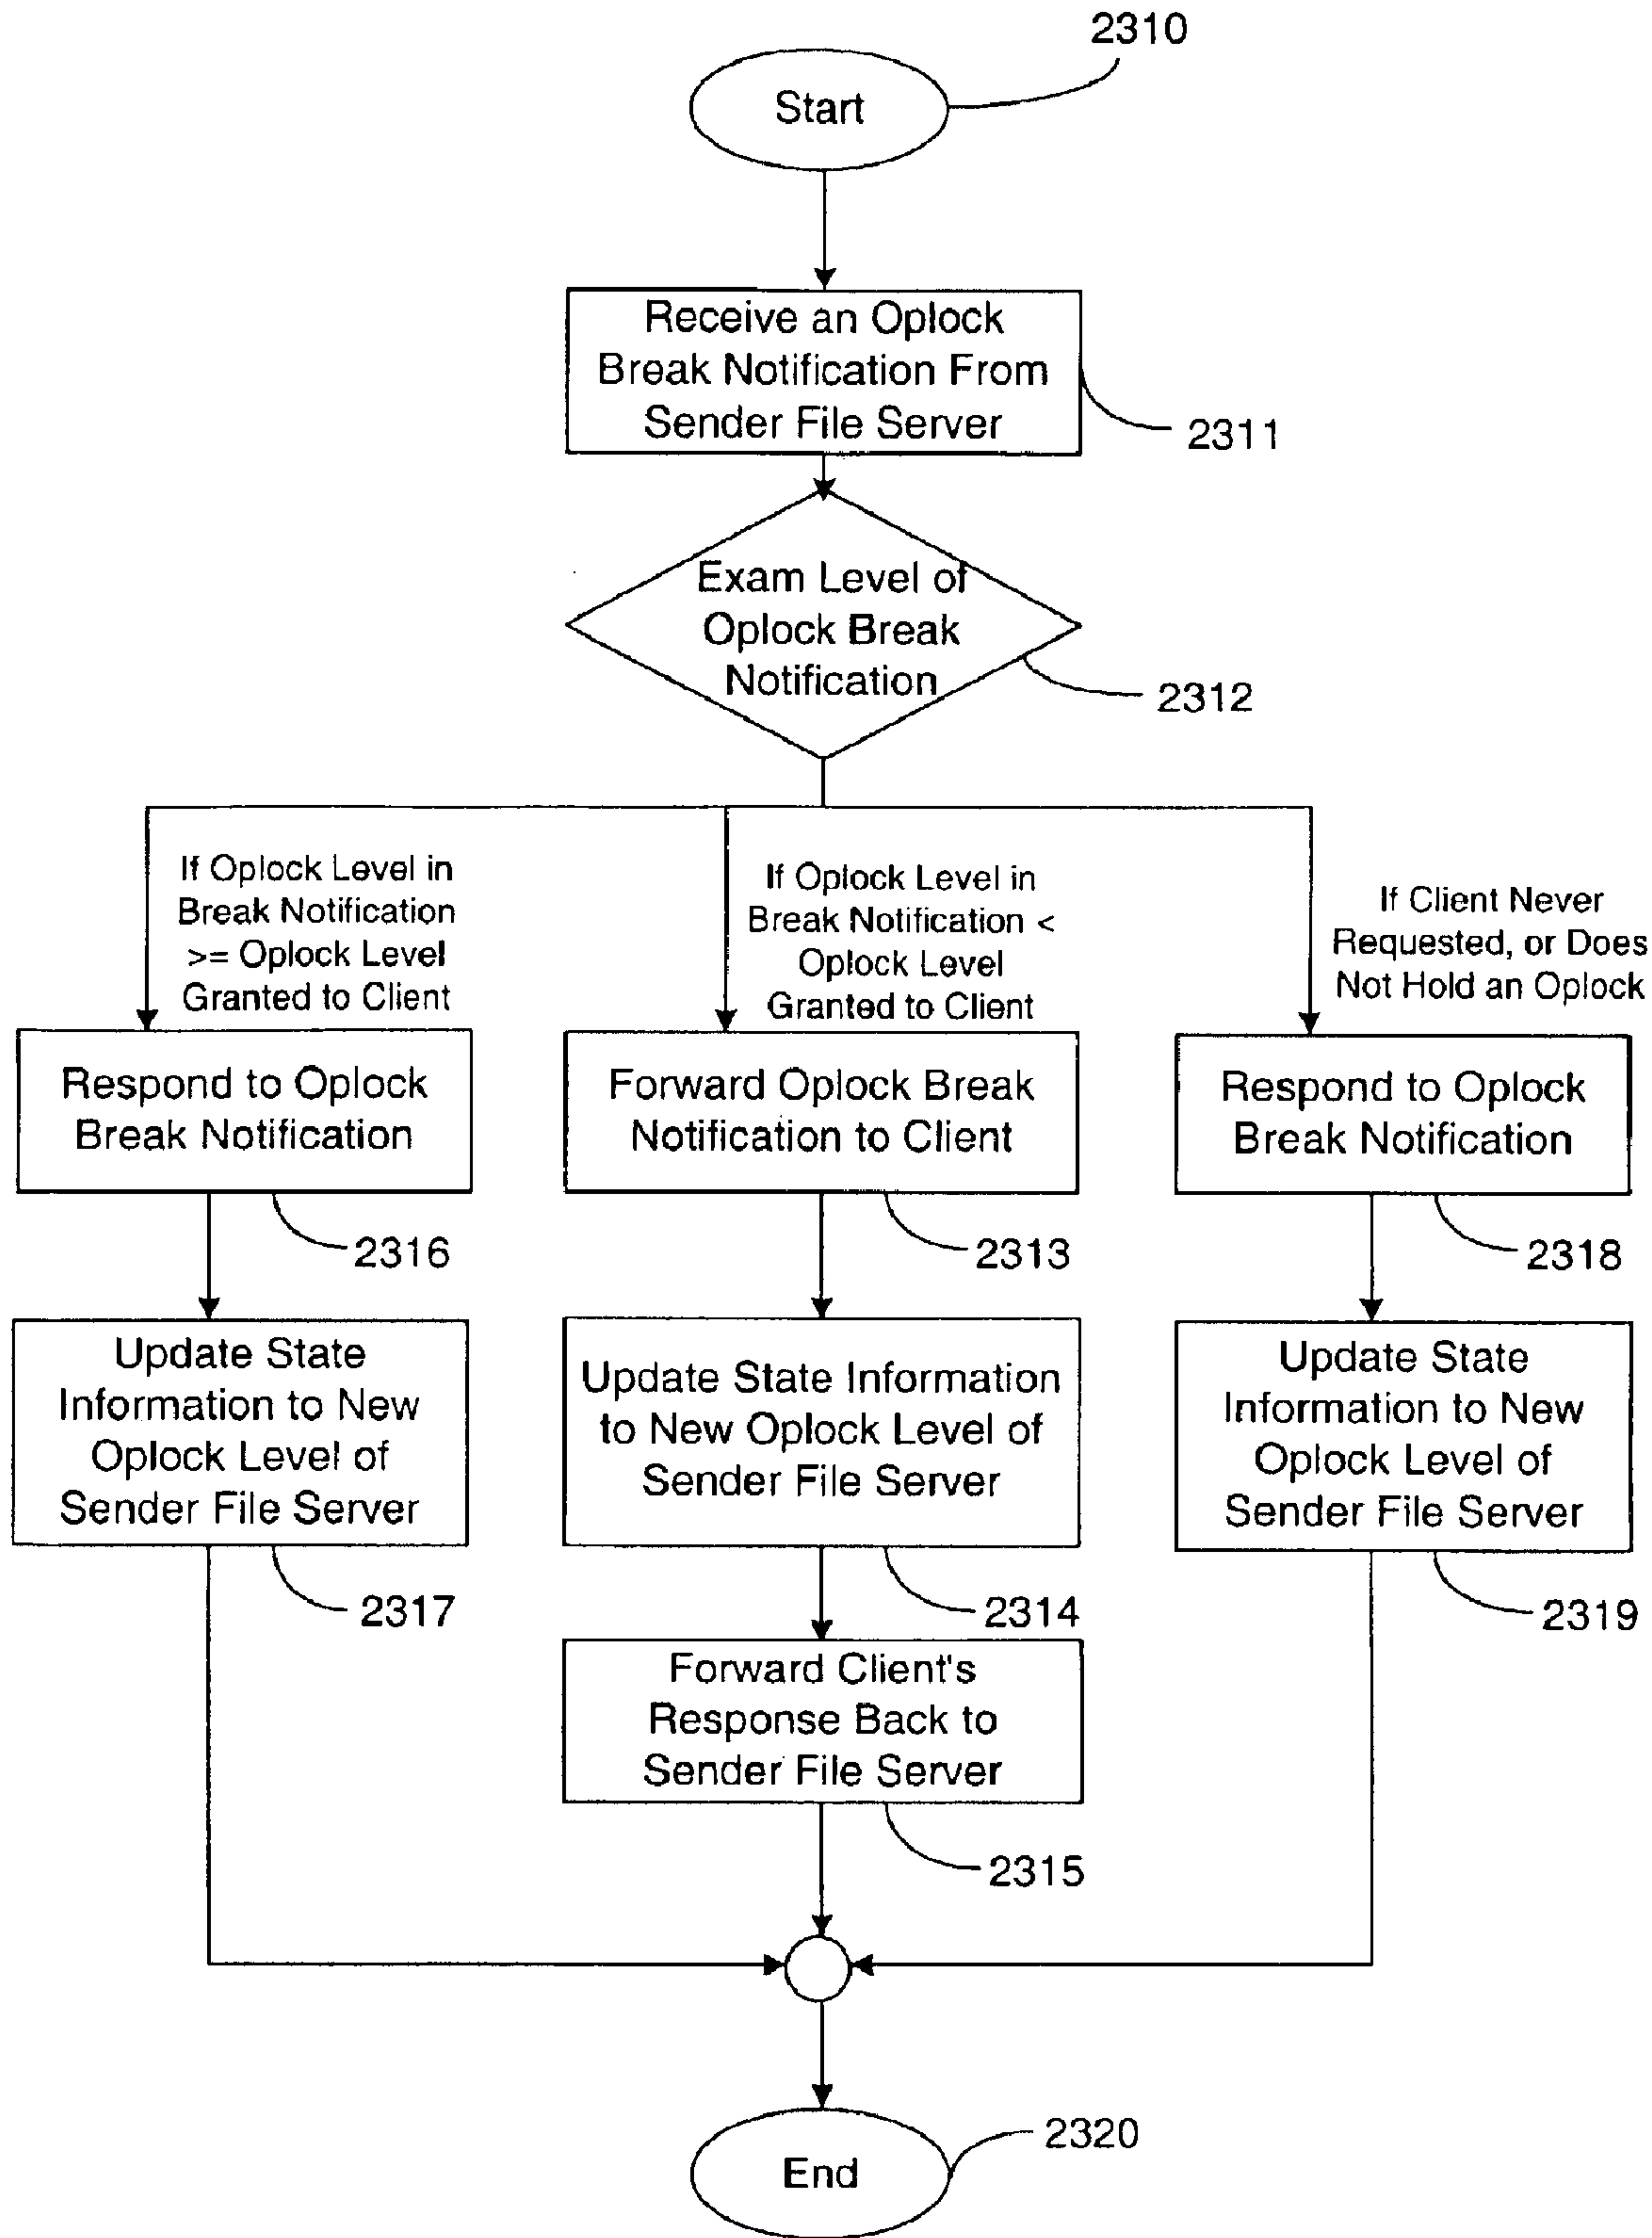 2310
Start
Receive an Oplock
Break Notification From
Sender File Server
2311
Exam Level of
Oplock Break
Notification
2312
If Oplock Level in
Break Notification
>= Oplock Level
Granted to Client
If Oplock Level in
Break Notification <
Oplock Level
Granted to Client
If Client Never
Requested, or Does
Not Hold an Oplock
Respond to Oplock
Break Notification
2316
Forward Oplock Break
Notification to Client
2313
Respond to Oplock
Break Notification
2318
Update State
Information to New
Oplock Level of
Sender File Server
2317
Update State Information
to New Oplock Level of
Sender File Server
2314
Update State
Information to New
Oplock Level of
Sender File Server
2319
Forward Client's
Response Back to
Sender File Server
2315
2320
End